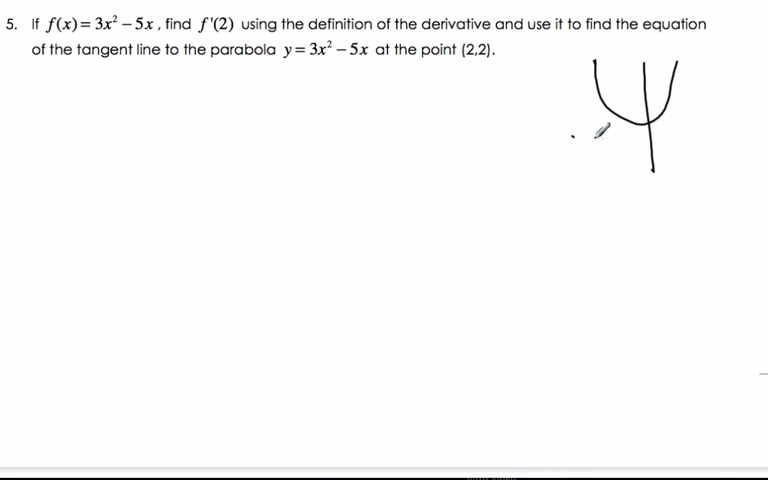 5. If f(x) = 3x² – 5x , find f '(2) using the definition of the derivative and use it to find the equation
of the tangent line to the parabola y = 3x² – 5x at the point (2,2).